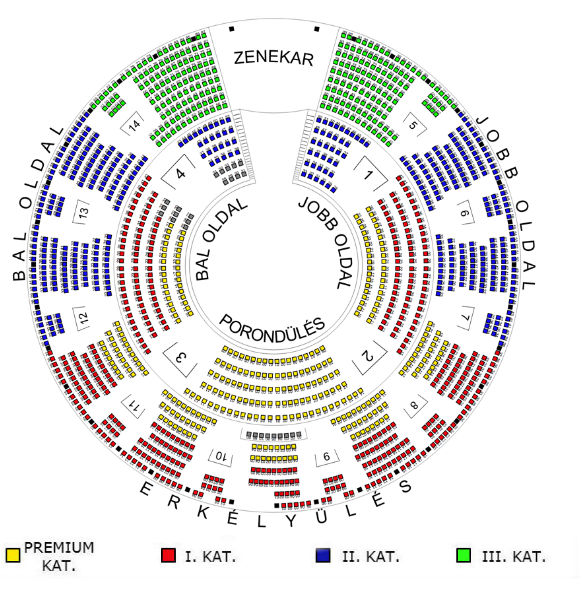 ZENEKAR
14
5
4
1
BAL OLDAL
JOBB OLDAL
BAL OLDAL
JOBB OLDAL
13
6
12
7
PORONDÜLÉS
3
2
11
8
10
9
ERKÉLYÜLÉS
PREMIUM
KAT.
I. KAT.
II. KAT.
III. KAT.